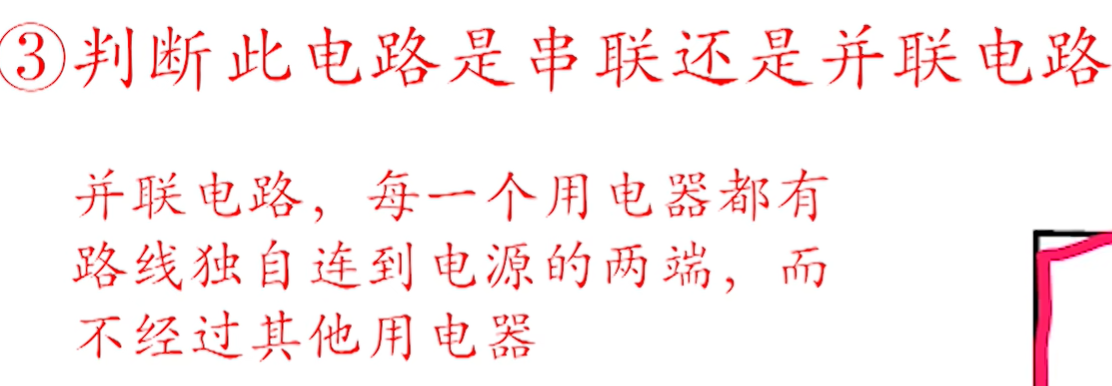 ③判断此电路是串联还是并联电路
并联电路，每一个用电器都有
路线独自连到电源的两端，而
不经过其他用电器